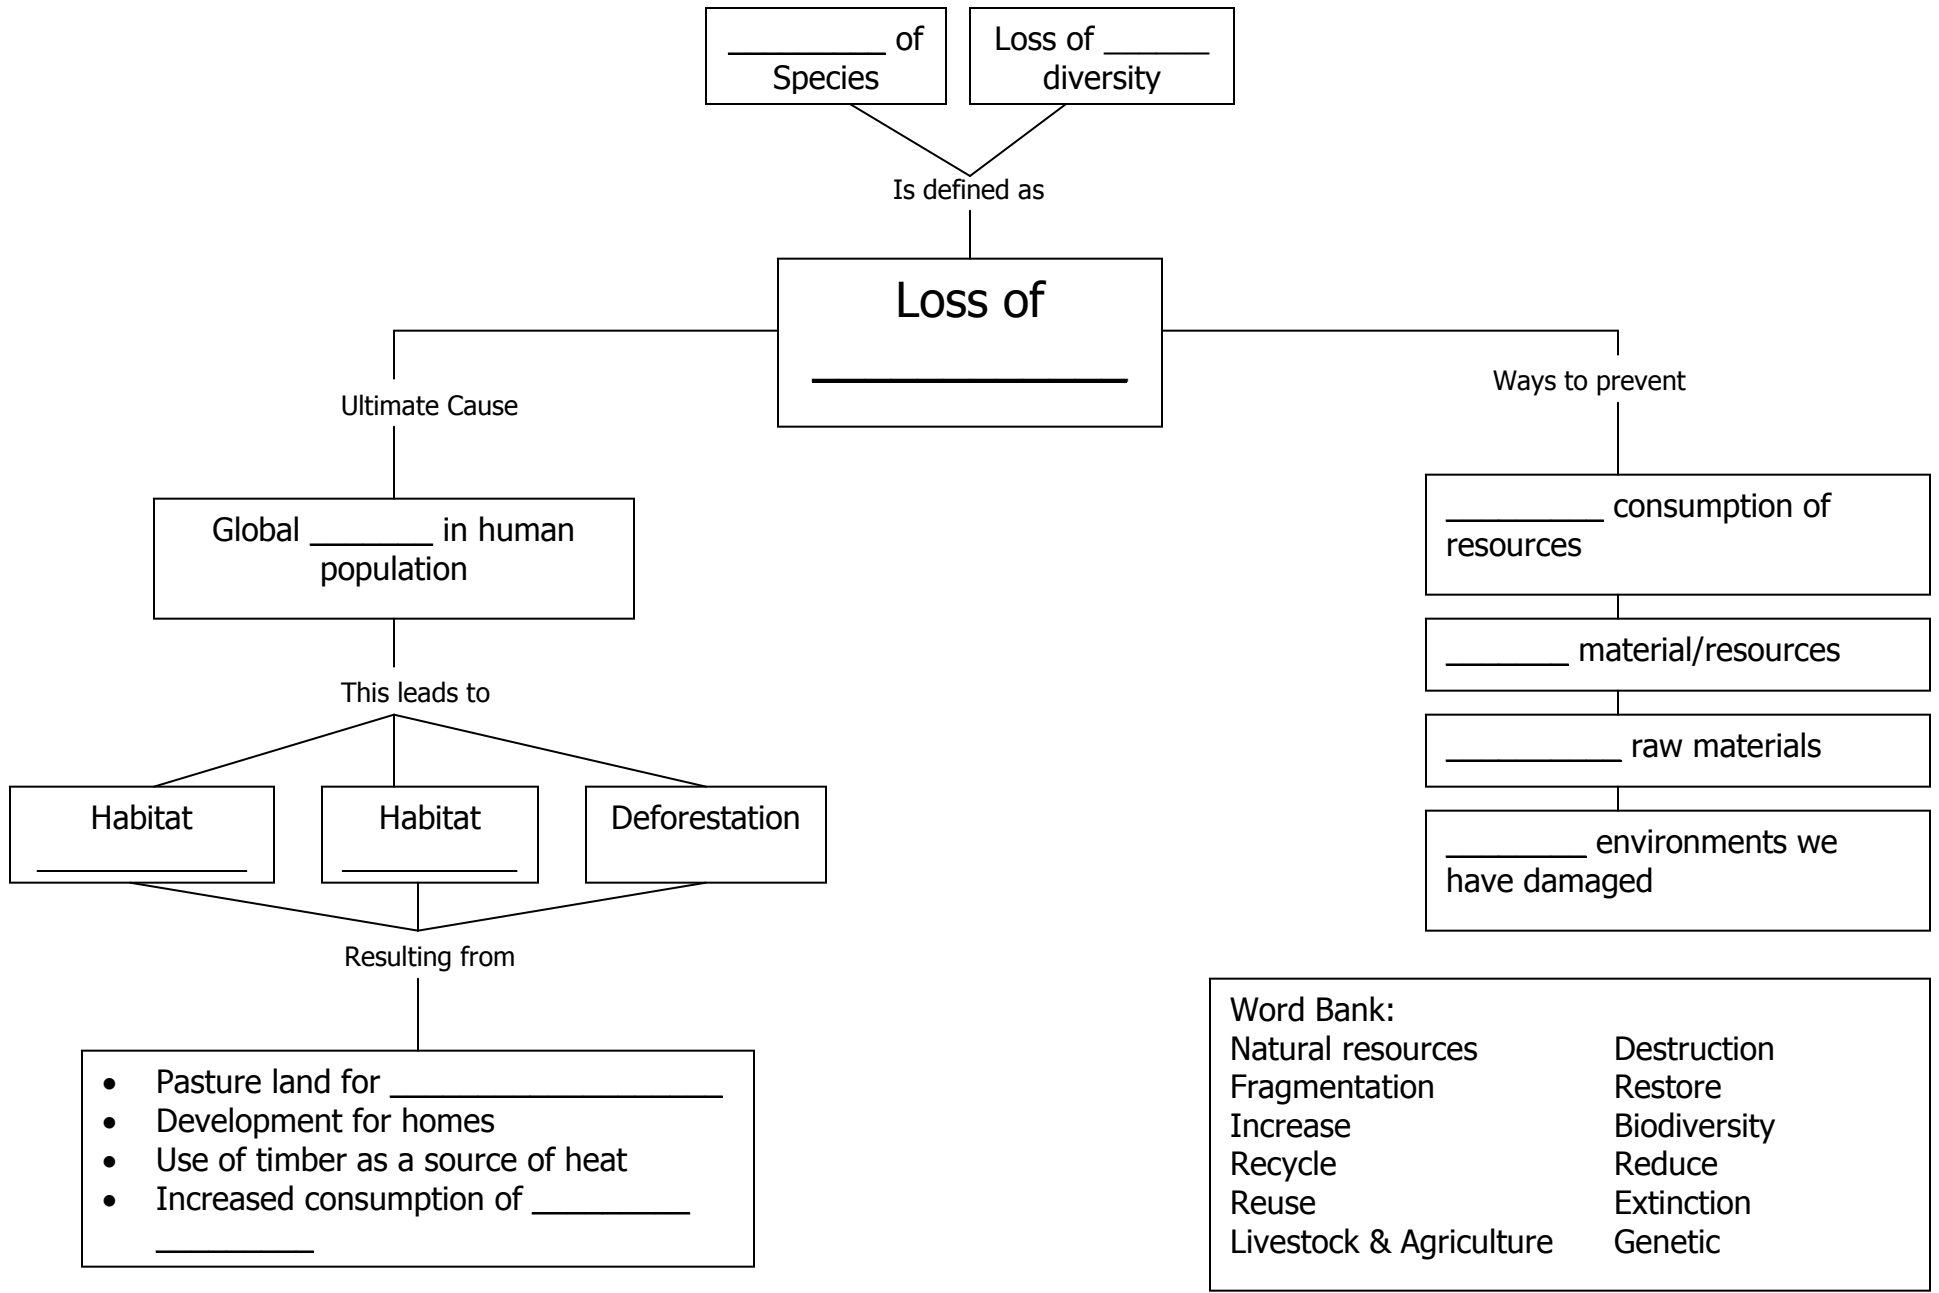 _________ of
Species
Loss of ______
diversity
Is defined as
Loss of
____________
Ultimate Cause
Global _______ in human
population
This leads to
Habitat
____________
Habitat
__________
Deforestation
Resulting from
• Pasture land for ___________________
• Development for homes
• Use of timber as a source of heat
• Increased consumption of _________
_________
Ways to prevent
_________ consumption of
resources
_______ material/resources
__________ raw materials
________ environments we
have damaged
Word Bank:
Natural resources Destruction
Fragmentation Restore
Increase Biodiversity
Recycle Reduce
Reuse Extinction
Livestock & Agriculture Genetic